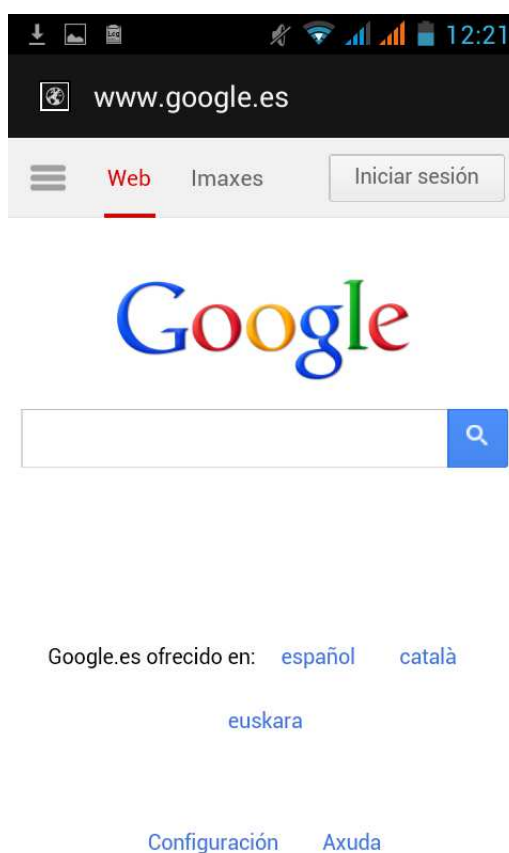 12:21
www.google.es
Web Imaxes Iniciar sesión
Google
Google.es ofrecido en: español català
euskara
Configuración Axuda